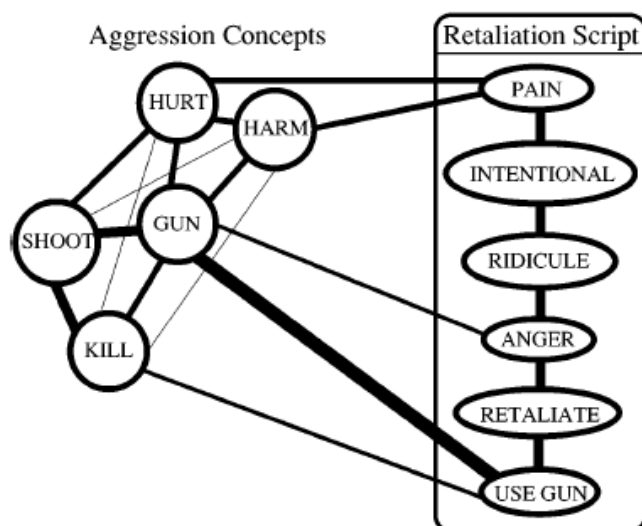 Aggression Concepts
Retaliation Script
HURT
HARM
PAIN
INTENTIONAL
SHOOT
GUN
RIDICULE
KILL
ANGER
RETALIATE
USE GUN